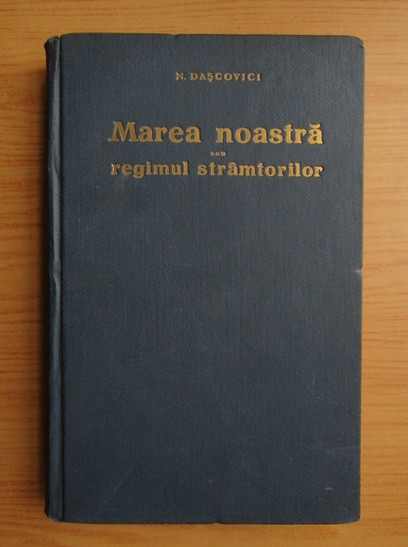 N. DAŞCOVICI
Marea noastră
sau
regimul strâmtorilor